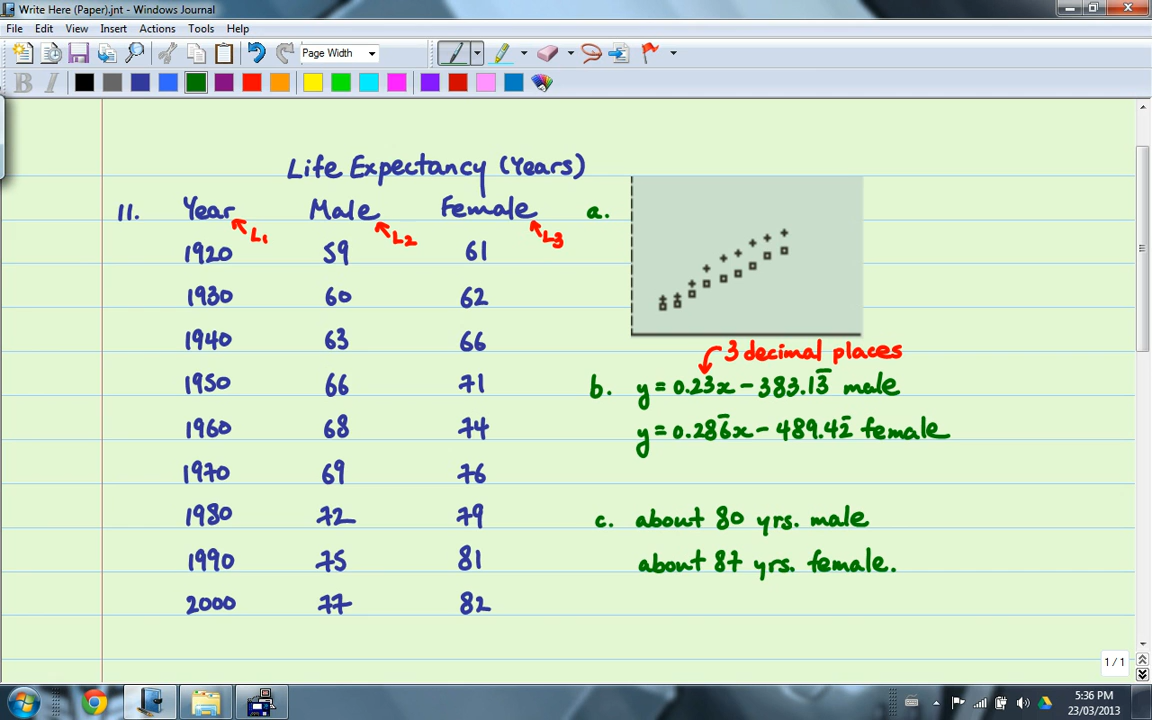 Write Here (Paper).jnt - Windows Journal
File Edit View Insert Actions Tools Help
Page Width
B I
Life Expectancy (Years)
11. Year Male Female
L1 L2 L3
1920 59 61
1930 60 62
1940 63 66
1950 66 71
1960 68 74
1970 69 76
1980 72 79
1990 75 81
2000 77 82
a.
3 decimal places
b. y = 0.23x - 383.13̅ male
y = 0.286̅x - 489.42̅ female
c. about 80 yrs. male
about 87 yrs. female.
1 / 1
5:36 PM
23/03/2013